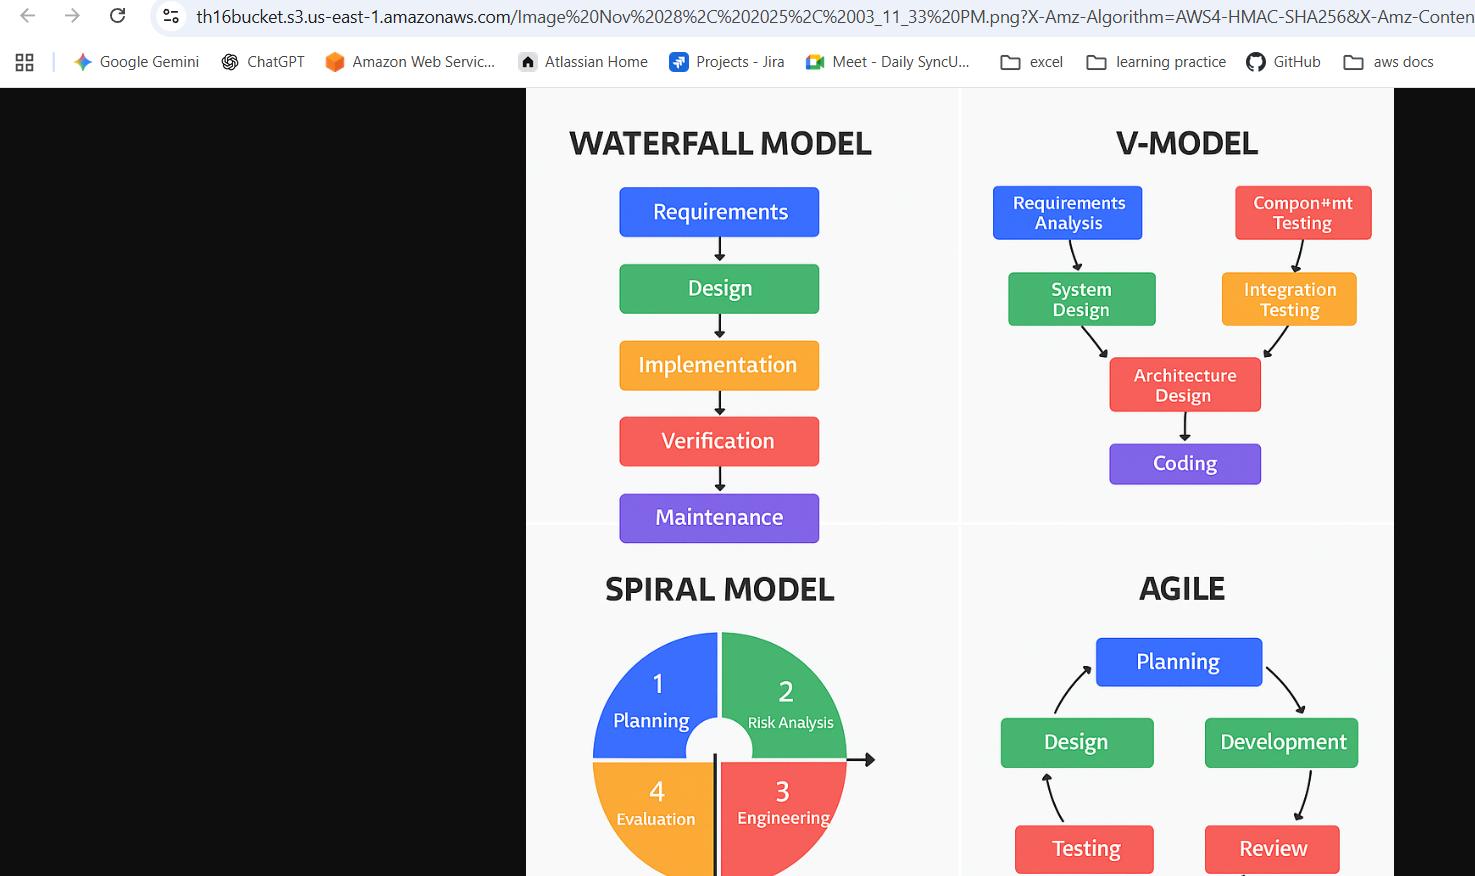 th16bucket.s3.us-east-1.amazonaws.com/Image%20Nov%2028%2C%202025%2C%2003_11_33%20PM.png?X-Amz-Algorithm=AWS4-HMAC-SHA256&X-Amz-Conten
Google Gemini
ChatGPT
Amazon Web Servic...
Atlassian Home
Projects - Jira
Meet - Daily SyncU...
excel
learning practice
GitHub
aws docs
WATERFALL MODEL
Requirements
Design
Implementation
Verification
Maintenance
V-MODEL
Requirements
Analysis
Compon+mt
Testing
System
Design
Integration
Testing
Architecture
Design
Coding
SPIRAL MODEL
1
Planning
2
Risk Analysis
4
Evaluation
3
Engineering
AGILE
Planning
Design
Development
Testing
Review